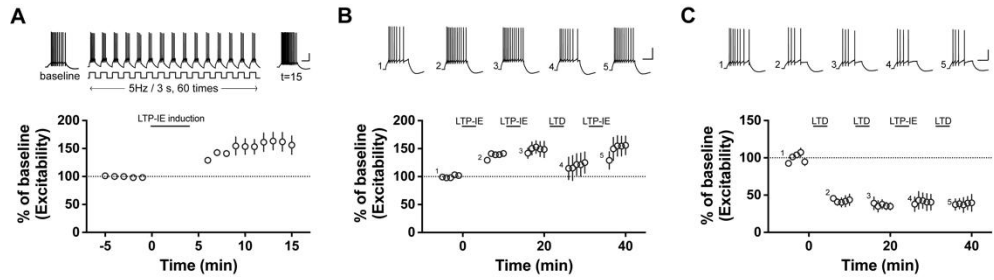 A
baseline
5Hz / 3 s, 60 times
t=15
LTP-IE induction
% of baseline
(Excitability)
200
150
100
50
0
-5 0 5 10 15
Time (min)
B
1 2 3 4 5
LTP-IE LTP-IE LTD LTP-IE
% of baseline
(Excitability)
200
150
100
50
0
1 2 3 4 5
0 20 40
Time (min)
C
1 2 3 4 5
LTD LTD LTP-IE LTD
% of baseline
(Excitability)
150
100
50
0
1 2 3 4 5
0 20 40
Time (min)